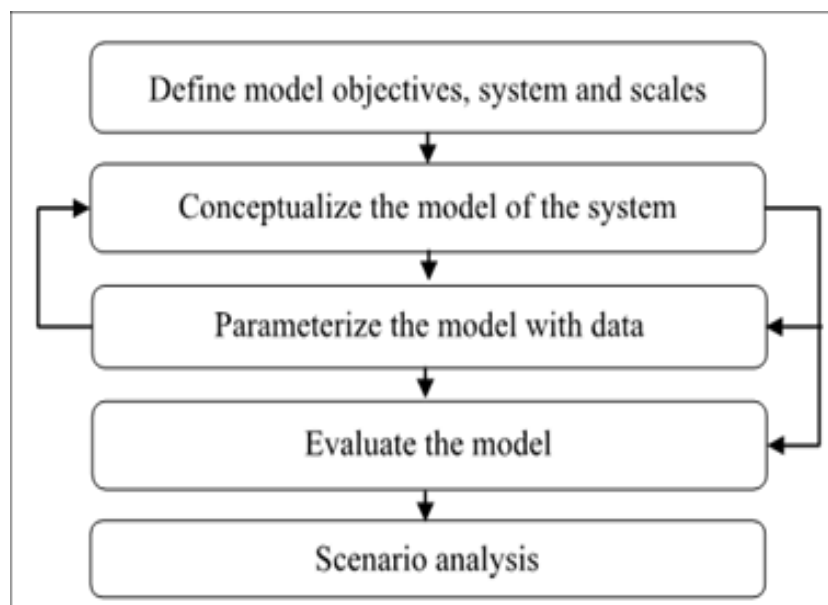 Define model objectives, system and scales
Conceptualize the model of the system
Parameterize the model with data
Evaluate the model
Scenario analysis